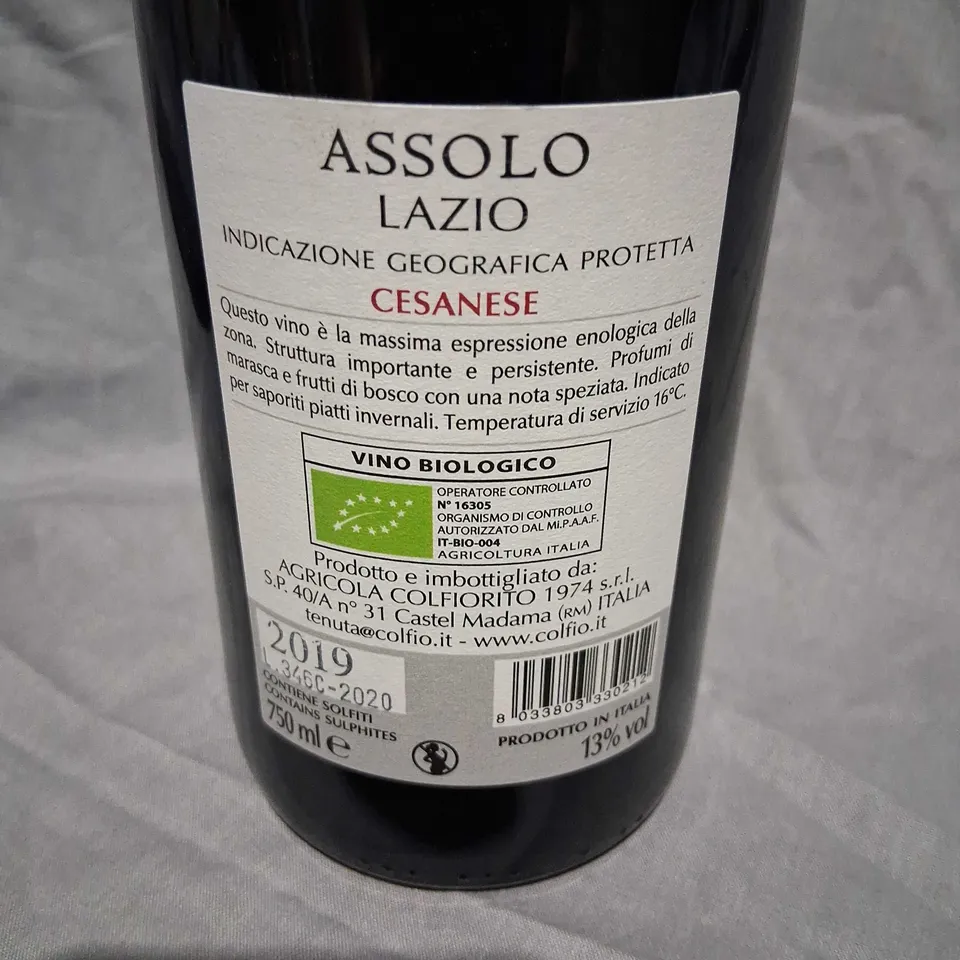 ASSOLO
LAZIO
INDICAZIONE GEOGRAFICA PROTETTA
CESANESE
Questo vino è la massima espressione enologica della
zona. Struttura importante e persistente. Profumi di
marasca e frutti di bosco con una nota speziata. Indicato
per saporiti piatti invernali. Temperatura di servizio 16°C.
VINO BIOLOGICO
OPERATORE CONTROLLATO
N° 16305
ORGANISMO DI CONTROLLO
AUTORIZZATO DAL Mi.P.A.A.F.
IT-BIO-004
AGRICOLTURA ITALIA
Prodotto e imbottigliato da:
AGRICOLA COLFIORITO 1974 s.r.l.
S.P. 40/A n° 31 Castel Madama (RM) ITALIA
tenuta@colfio.it - www.colfio.it
2019
L.346C-2020
CONTIENE SOLFITI
CONTAINS SULPHITES
750 ml e
8 033803 330212
PRODOTTO IN ITALIA
13% vol